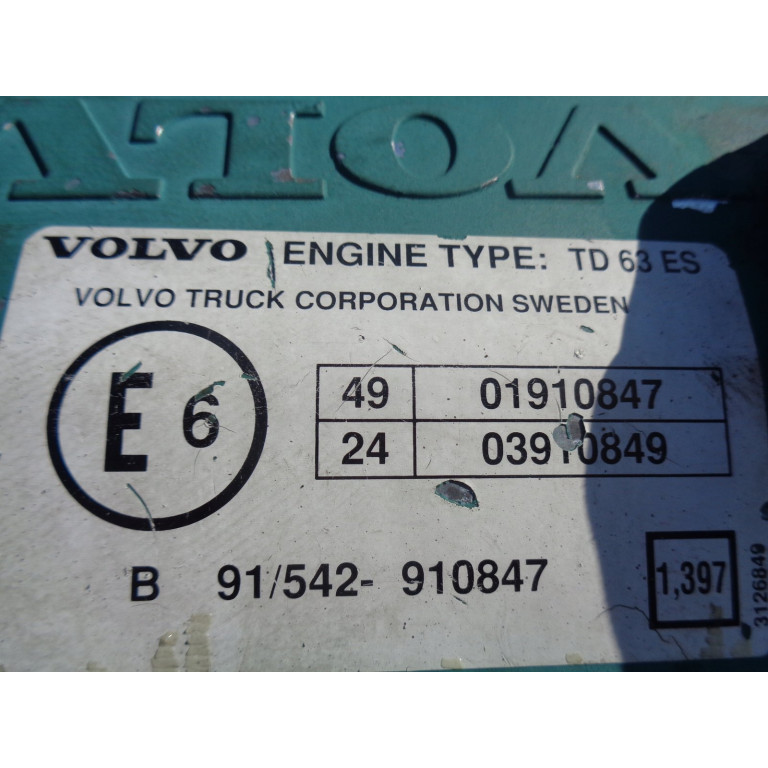 VOLVO
VOLVO ENGINE TYPE: TD 63 ES
VOLVO TRUCK CORPORATION SWEDEN
E 6
49 01910847
24 03910849
B 91/542- 910847
1,397
3126849